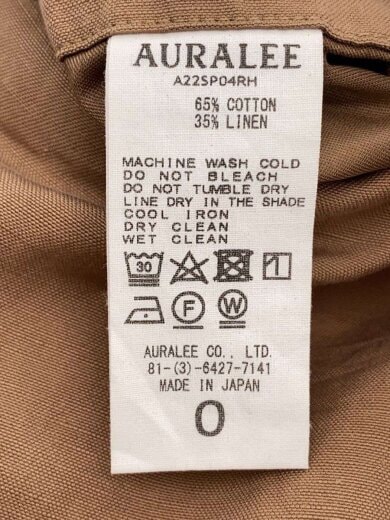 AURALEE
A22SP04RH
65% COTTON
35% LINEN
MACHINE WASH COLD
DO NOT BLEACH
DO NOT TUMBLE DRY
LINE DRY IN THE SHADE
COOL IRON
DRY CLEAN
WET CLEAN
30
F W
AURALEE CO., LTD.
81-(3)-6427-7141
MADE IN JAPAN
0